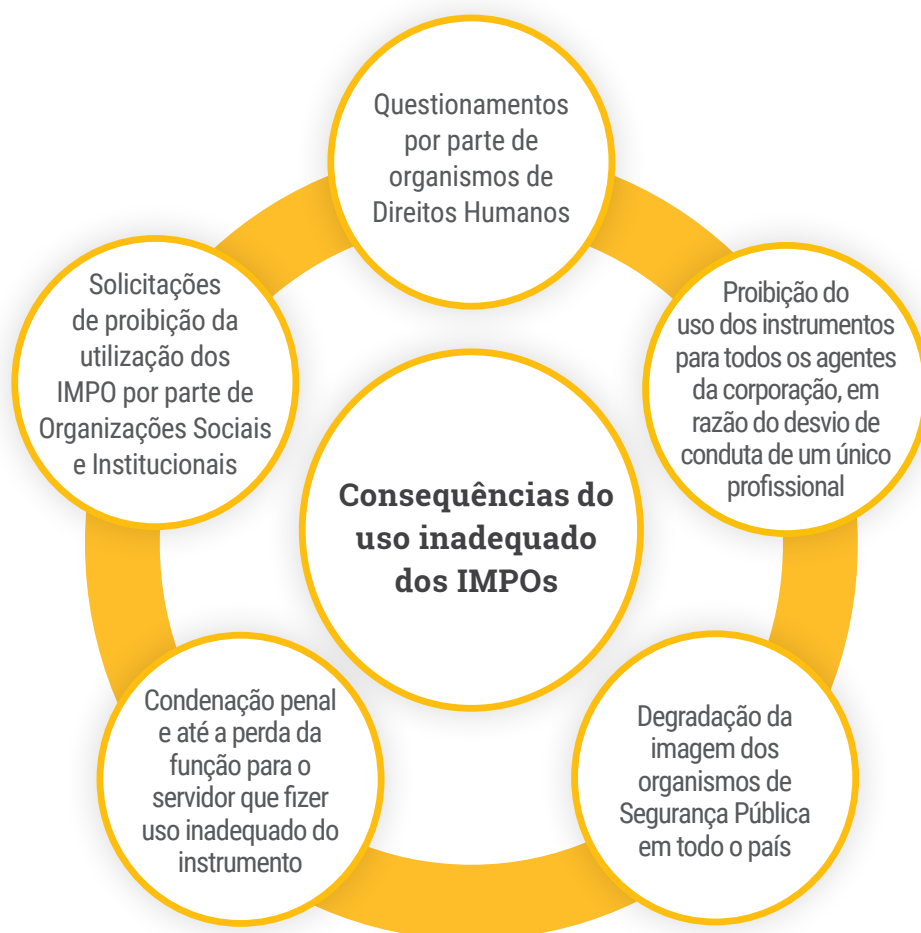 Questionamentos
por parte de
organismos de
Direitos Humanos
Solicitações
de proibição da
utilização dos
IMPO por parte de
Organizações Sociais
e Institucionais
Proibição do
uso dos instrumentos
para todos os agentes
da corporação, em
razão do desvio de
conduta de um único
profissional
Consequências do
uso inadequado
dos IMPOs
Condenação penal
e até a perda da
função para o
servidor que fizer
uso inadequado do
instrumento
Degradação da
imagem dos
organismos de
Segurança Pública
em todo o país